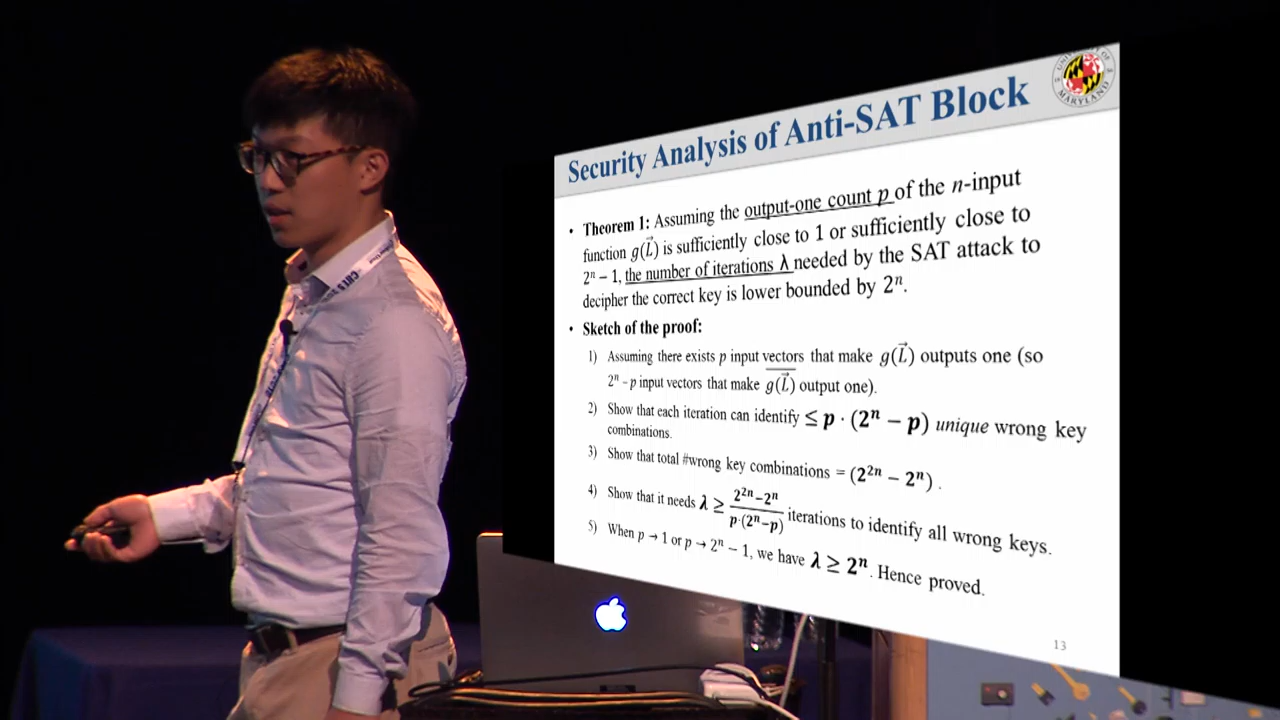 UNIVERSITY OF
MARYLAND
Security Analysis of Anti-SAT Block
• Theorem 1: Assuming the output-one count p of the n-input
function g(L⃗) is sufficiently close to 1 or sufficiently close to
2ⁿ − 1, the number of iterations λ needed by the SAT attack to
decipher the correct key is lower bounded by 2ⁿ.
• Sketch of the proof:
1) Assuming there exists p input vectors that make g(L⃗) outputs one (so
2ⁿ - p input vectors that make \overline{g(L⃗)} output one).
2) Show that each iteration can identify ≤ p · (2ⁿ − p) unique wrong key
combinations.
3) Show that total #wrong key combinations = (2²ⁿ − 2ⁿ) .
4) Show that it needs λ ≥ (2²ⁿ−2ⁿ)/(p·(2ⁿ−p)) iterations to identify all wrong keys.
5) When p → 1 or p → 2ⁿ − 1, we have λ ≥ 2ⁿ. Hence proved.
13